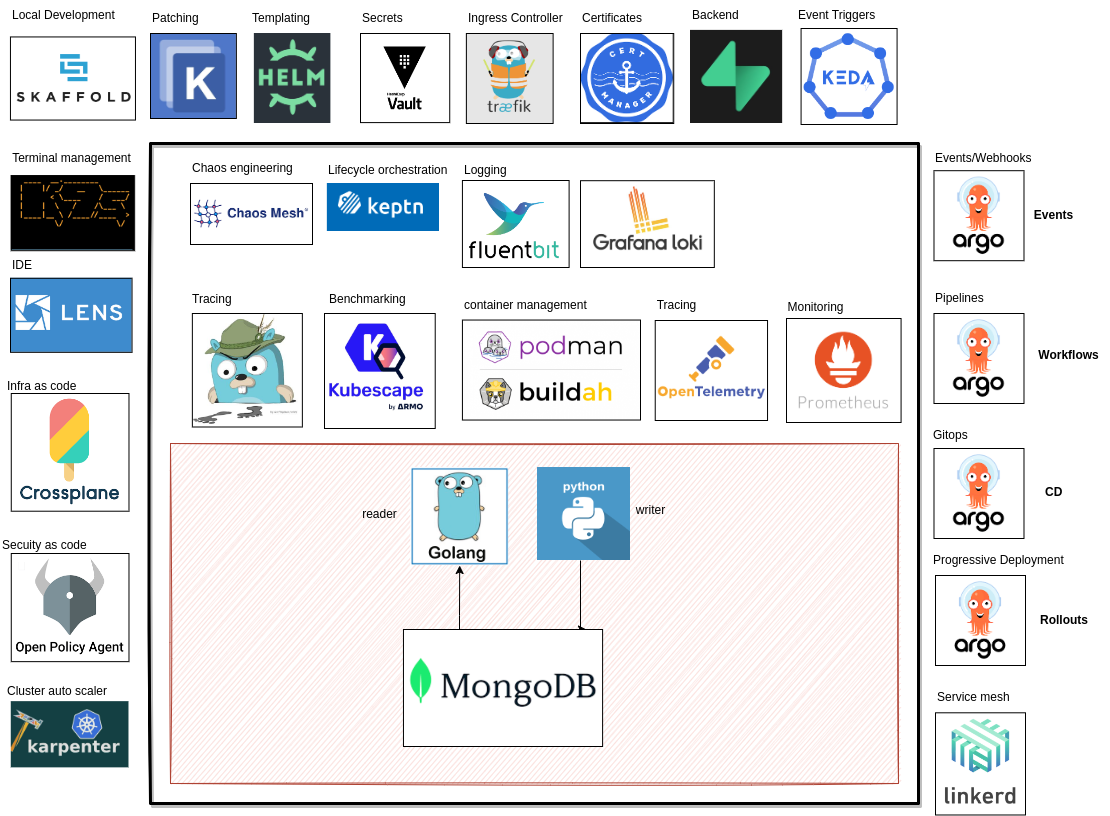 Local Development
Patching
Templating
Secrets
Ingress Controller
Certificates
Backend
Event Triggers
SKAFFOLD
K
HELM
HashiCorp
Vault
træfik
CERT
MANAGER
KEDA
Terminal management
IDE
LENS
Infra as code
Crossplane
Secuity as code
Open Policy Agent
Cluster auto scaler
karpenter
Chaos engineering
Lifecycle orchestration
Logging
Chaos Mesh®
keptn
fluentbit
Grafana loki
Tracing
Benchmarking
container management
Tracing
Monitoring
K
Kubescape
by ARMO
podman
buildah
OpenTelemetry
Prometheus
reader
Golang
python
writer
MongoDB
Events/Webhooks
argo
Events
Pipelines
argo
Workflows
Gitops
argo
CD
Progressive Deployment
argo
Rollouts
Service mesh
linkerd